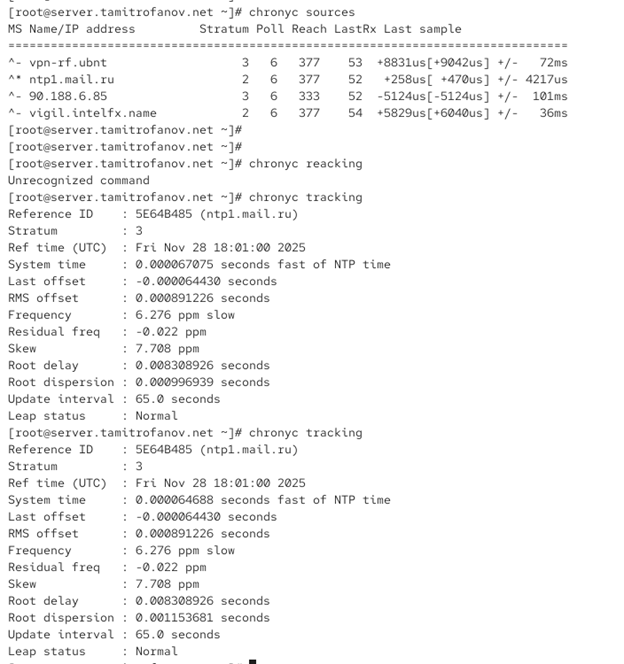 [root@server.tamitrofanov.net ~]# chronyc sources
MS Name/IP address         Stratum Poll Reach LastRx Last sample
===============================================================================
^- vpn-rf.ubnt                   3   6   377    53  +8831us[+9042us] +/-   72ms
^* ntp1.mail.ru                  2   6   377    52   +258us[ +470us] +/- 4217us
^- 90.188.6.85                   3   6   333    52  -5124us[-5124us] +/-  101ms
^- vigil.intelfx.name            2   6   377    54  +5829us[+6040us] +/-   36ms
[root@server.tamitrofanov.net ~]#
[root@server.tamitrofanov.net ~]#
[root@server.tamitrofanov.net ~]# chronyc reacking
Unrecognized command
[root@server.tamitrofanov.net ~]# chronyc tracking
Reference ID    : 5E64B485 (ntp1.mail.ru)
Stratum         : 3
Ref time (UTC)  : Fri Nov 28 18:01:00 2025
System time     : 0.000067075 seconds fast of NTP time
Last offset     : -0.000064430 seconds
RMS offset      : 0.000891226 seconds
Frequency       : 6.276 ppm slow
Residual freq   : -0.022 ppm
Skew            : 7.708 ppm
Root delay      : 0.008308926 seconds
Root dispersion : 0.000996939 seconds
Update interval : 65.0 seconds
Leap status     : Normal
[root@server.tamitrofanov.net ~]# chronyc tracking
Reference ID    : 5E64B485 (ntp1.mail.ru)
Stratum         : 3
Ref time (UTC)  : Fri Nov 28 18:01:00 2025
System time     : 0.000064688 seconds fast of NTP time
Last offset     : -0.000064430 seconds
RMS offset      : 0.000891226 seconds
Frequency       : 6.276 ppm slow
Residual freq   : -0.022 ppm
Skew            : 7.708 ppm
Root delay      : 0.008308926 seconds
Root dispersion : 0.001153681 seconds
Update interval : 65.0 seconds
Leap status     : Normal